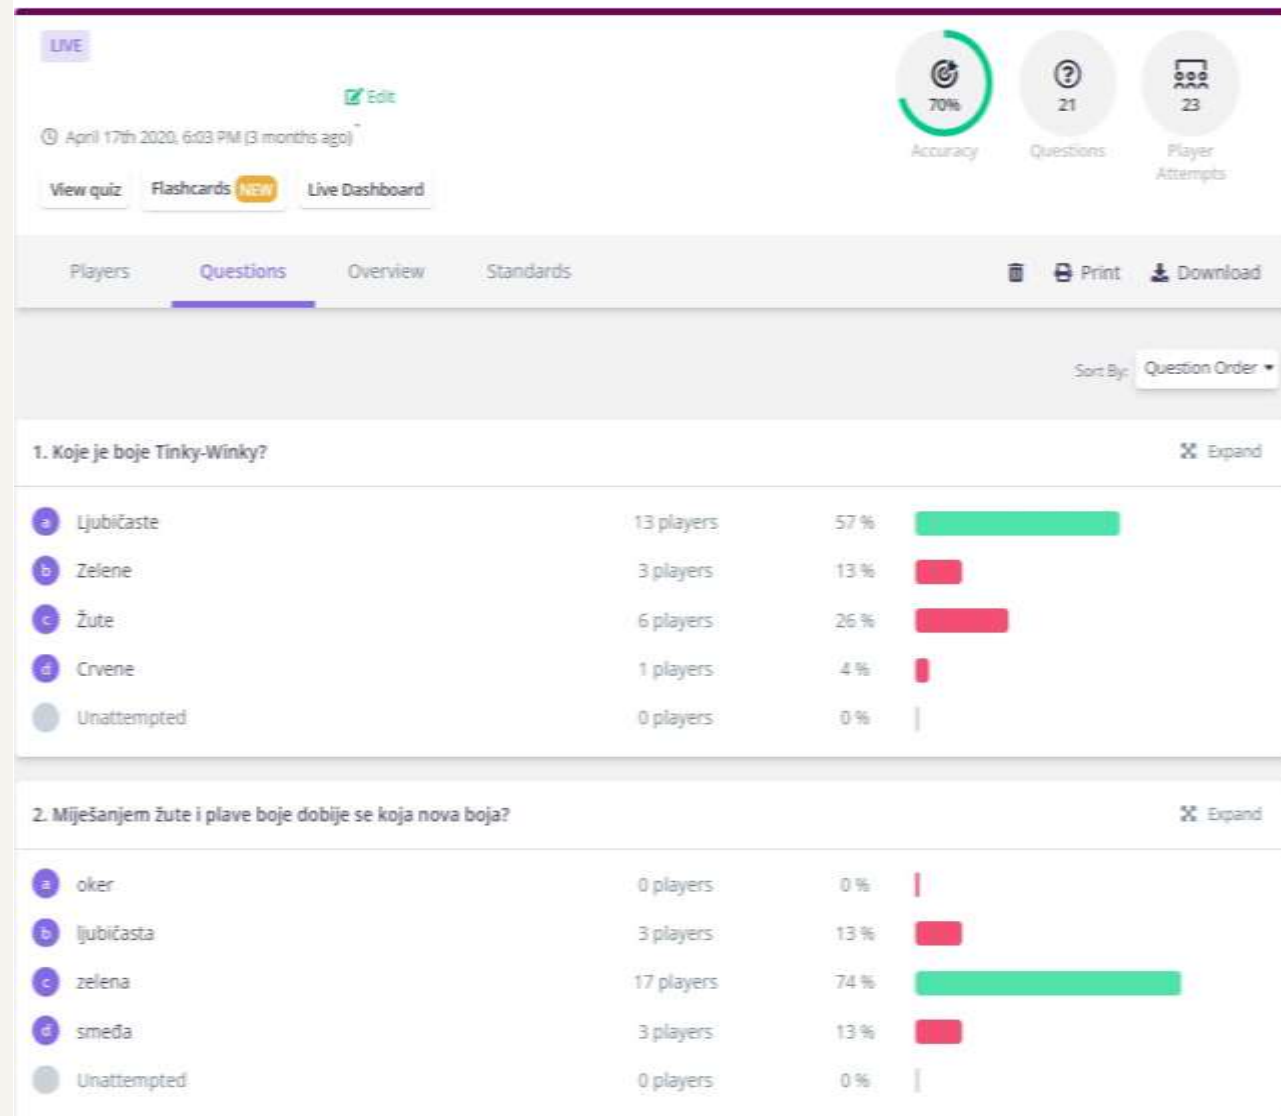 LIVE
Edit
April 17th 2020, 6:03 PM (3 months ago)
View quiz Flashcards NEW Live Dashboard
70%
Accuracy
21
Questions
23
Player
Attempts
Players Questions Overview Standards Print Download
Sort By: Question Order
1. Koje je boje Tinky-Winky? Expand
a Ljubičaste 13 players 57 %
b Zelene 3 players 13 %
c Žute 6 players 26 %
d Crvene 1 players 4 %
Unattempted 0 players 0 %
2. Miješanjem žute i plave boje dobije se koja nova boja? Expand
a oker 0 players 0 %
b ljubičasta 3 players 13 %
c zelena 17 players 74 %
d smeđa 3 players 13 %
Unattempted 0 players 0 %